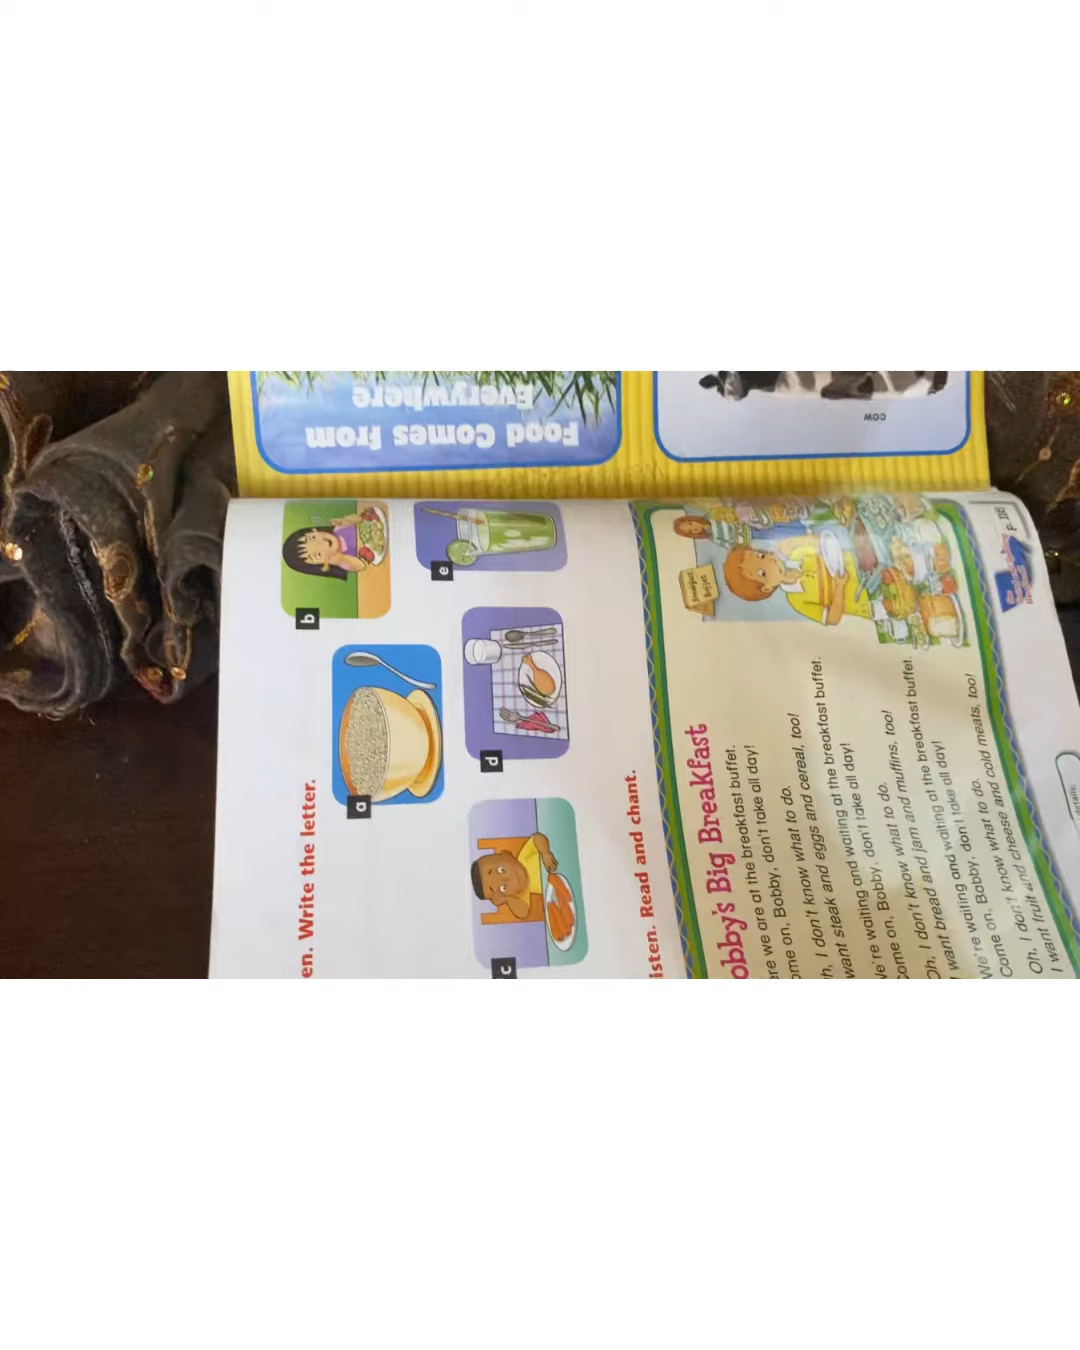 en. Write the letter.
a
b
c
d
e
isten. Read and chant.
obby's Big Breakfast
breakfast
buffet
ere we are at the breakfast buffet.
ome on, Bobby, don't take all day!
h, I don't know what to do.
want steak and eggs and cereal, too!
e're waiting and waiting at the breakfast buffet.
ome on, Bobby, don't take all day!
Oh, I don't know what to do.
want bread and jam and muffins, too!
We're waiting and waiting at the breakfast buffet.
Come on, Bobby, don't take all day!
Oh, I don't know what to do.
I want fruit and cheese and cold meats, too!
Food Comes From
Everywhere
cow